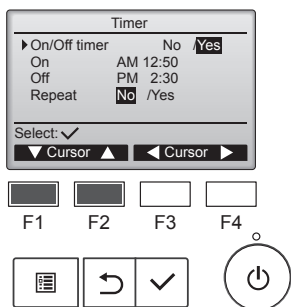 Timer
On/Off timer No /Yes
On AM 12:50
Off PM 2:30
Repeat No /Yes
Select:✓
▼ Cursor ▲ ◀ Cursor ▶
F1 F2 F3 F4